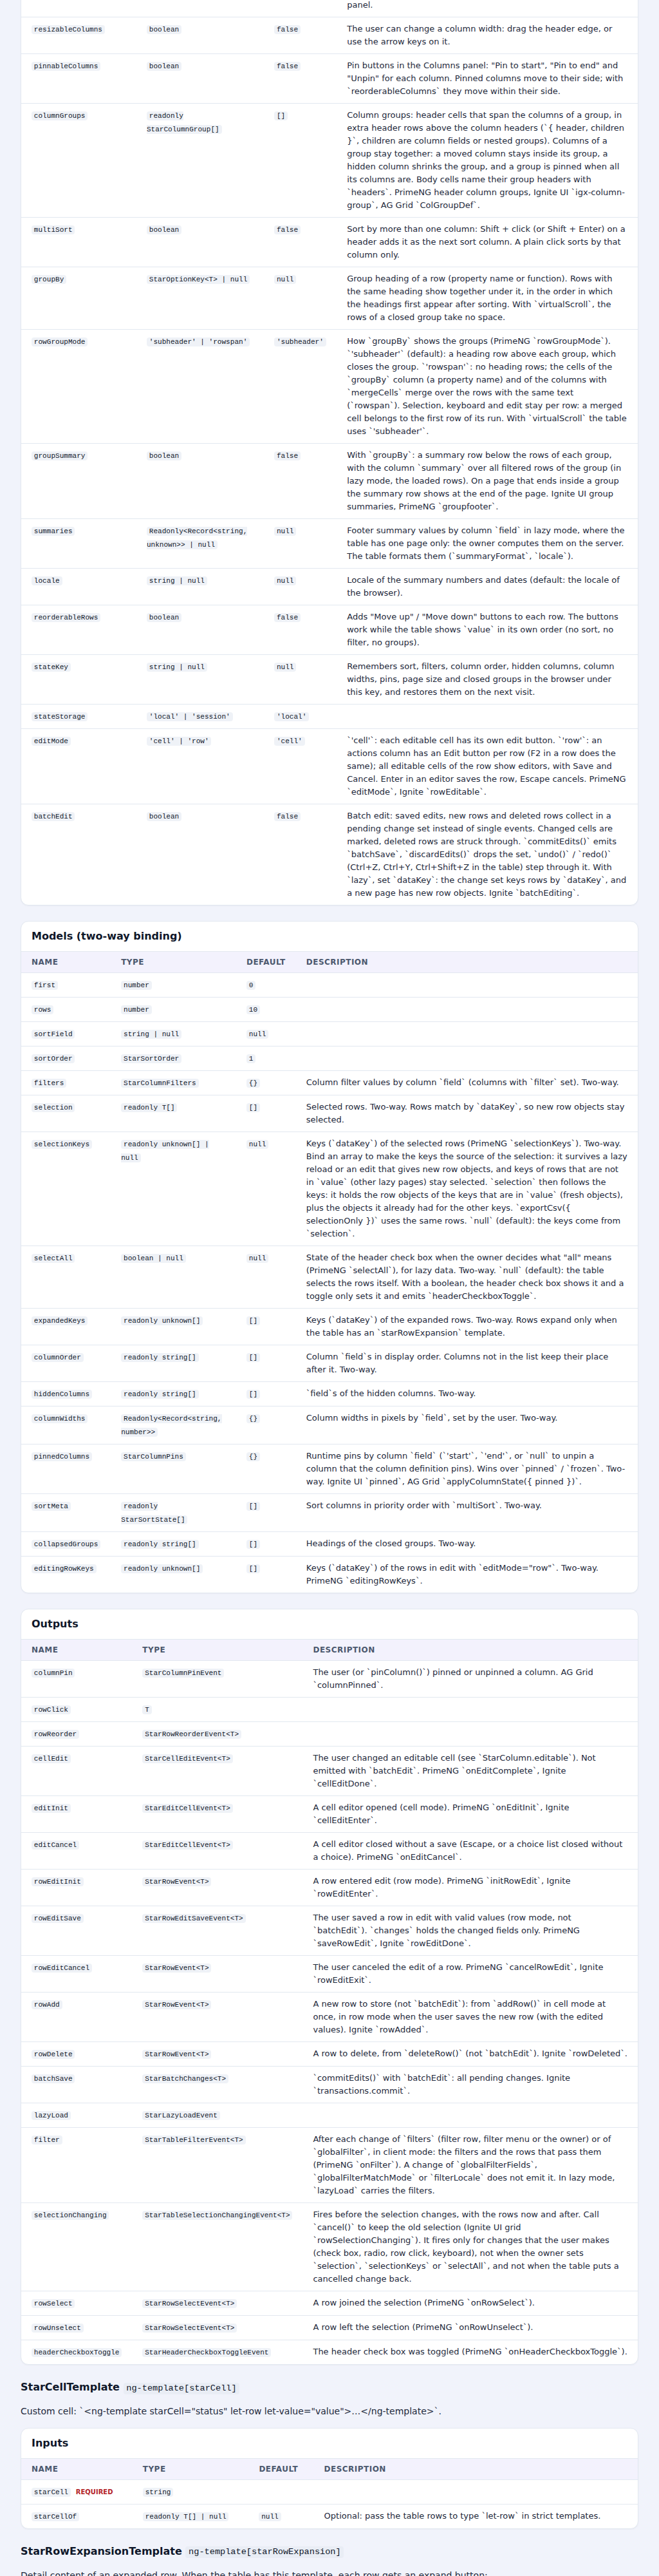 panel.
resizableColumns boolean false The user can change a column width: drag the header edge, or
use the arrow keys on it.
pinnableColumns boolean false Pin buttons in the Columns panel: "Pin to start", "Pin to end" and
"Unpin" for each column. Pinned columns move to their side; with
`reorderableColumns` they move within their side.
columnGroups readonly [] Column groups: header cells that span the columns of a group, in
StarColumnGroup[] extra header rows above the column headers (`{ header, children
}`, children are column fields or nested groups). Columns of a
group stay together: a moved column stays inside its group, a
hidden column shrinks the group, and a group is pinned when all
its columns are. Body cells name their group headers with
`headers`. PrimeNG header column groups, Ignite UI `igx-column-
group`, AG Grid `ColGroupDef`.
multiSort boolean false Sort by more than one column: Shift + click (or Shift + Enter) on a
header adds it as the next sort column. A plain click sorts by that
column only.
groupBy StarOptionKey<T> | null null Group heading of a row (property name or function). Rows with
the same heading show together under it, in the order in which
the headings first appear after sorting. With `virtualScroll`, the
rows of a closed group take no space.
rowGroupMode 'subheader' | 'rowspan' 'subheader' How `groupBy` shows the groups (PrimeNG `rowGroupMode`).
`'subheader'` (default): a heading row above each group, which
closes the group. `'rowspan'`: no heading rows; the cells of the
`groupBy` column (a property name) and of the columns with
`mergeCells` merge over the rows with the same text
(`rowspan`). Selection, keyboard and edit stay per row: a merged
cell belongs to the first row of its run. With `virtualScroll` the table
uses `'subheader'`.
groupSummary boolean false With `groupBy`: a summary row below the rows of each group,
with the column `summary` over all filtered rows of the group (in
lazy mode, the loaded rows). On a page that ends inside a group
the summary row shows at the end of the page. Ignite UI group
summaries, PrimeNG `groupfooter`.
summaries Readonly<Record<string, null Footer summary values by column `field` in lazy mode, where the
unknown>> | null table has one page only: the owner computes them on the server.
The table formats them (`summaryFormat`, `locale`).
locale string | null null Locale of the summary numbers and dates (default: the locale of
the browser).
reorderableRows boolean false Adds "Move up" / "Move down" buttons to each row. The buttons
work while the table shows `value` in its own order (no sort, no
filter, no groups).
stateKey string | null null Remembers sort, filters, column order, hidden columns, column
widths, pins, page size and closed groups in the browser under
this key, and restores them on the next visit.
stateStorage 'local' | 'session' 'local'
editMode 'cell' | 'row' 'cell' `'cell'`: each editable cell has its own edit button. `'row'`: an
actions column has an Edit button per row (F2 in a row does the
same); all editable cells of the row show editors, with Save and
Cancel. Enter in an editor saves the row, Escape cancels. PrimeNG
`editMode`, Ignite `rowEditable`.
batchEdit boolean false Batch edit: saved edits, new rows and deleted rows collect in a
pending change set instead of single events. Changed cells are
marked, deleted rows are struck through. `commitEdits()` emits
`batchSave`, `discardEdits()` drops the set, `undo()` / `redo()`
(Ctrl+Z, Ctrl+Y, Ctrl+Shift+Z in the table) step through it. With
`lazy`, set `dataKey`: the change set keys rows by `dataKey`, and
a new page has new row objects. Ignite `batchEditing`.
Models (two-way binding)
NAME TYPE DEFAULT DESCRIPTION
first number 0
rows number 10
sortField string | null null
sortOrder StarSortOrder 1
filters StarColumnFilters {} Column filter values by column `field` (columns with `filter` set). Two-way.
selection readonly T[] [] Selected rows. Two-way. Rows match by `dataKey`, so new row objects stay
selected.
selectionKeys readonly unknown[] | null Keys (`dataKey`) of the selected rows (PrimeNG `selectionKeys`). Two-way.
null Bind an array to make the keys the source of the selection: it survives a lazy
reload or an edit that gives new row objects, and keys of rows that are not
in `value` (other lazy pages) stay selected. `selection` then follows the
keys: it holds the row objects of the keys that are in `value` (fresh objects),
plus the objects it already had for the other keys. `exportCsv({
selectionOnly })` uses the same rows. `null` (default): the keys come from
`selection`.
selectAll boolean | null null State of the header check box when the owner decides what "all" means
(PrimeNG `selectAll`), for lazy data. Two-way. `null` (default): the table
selects the rows itself. With a boolean, the header check box shows it and a
toggle only sets it and emits `headerCheckboxToggle`.
expandedKeys readonly unknown[] [] Keys (`dataKey`) of the expanded rows. Two-way. Rows expand only when
the table has an `starRowExpansion` template.
columnOrder readonly string[] [] Column `field`s in display order. Columns not in the list keep their place
after it. Two-way.
hiddenColumns readonly string[] [] `field`s of the hidden columns. Two-way.
columnWidths Readonly<Record<string, {} Column widths in pixels by `field`, set by the user. Two-way.
number>>
pinnedColumns StarColumnPins {} Runtime pins by column `field` (`'start'`, `'end'`, or `null` to unpin a
column that the column definition pins). Wins over `pinned` / `frozen`. Two-
way. Ignite UI `pinned`, AG Grid `applyColumnState({ pinned })`.
sortMeta readonly [] Sort columns in priority order with `multiSort`. Two-way.
StarSortState[]
collapsedGroups readonly string[] [] Headings of the closed groups. Two-way.
editingRowKeys readonly unknown[] [] Keys (`dataKey`) of the rows in edit with `editMode="row"`. Two-way.
PrimeNG `editingRowKeys`.
Outputs
NAME TYPE DESCRIPTION
columnPin StarColumnPinEvent The user (or `pinColumn()`) pinned or unpinned a column. AG Grid
`columnPinned`.
rowClick T
rowReorder StarRowReorderEvent<T>
cellEdit StarCellEditEvent<T> The user changed an editable cell (see `StarColumn.editable`). Not
emitted with `batchEdit`. PrimeNG `onEditComplete`, Ignite
`cellEditDone`.
editInit StarEditCellEvent<T> A cell editor opened (cell mode). PrimeNG `onEditInit`, Ignite
`cellEditEnter`.
editCancel StarEditCellEvent<T> A cell editor closed without a save (Escape, or a choice list closed without
a choice). PrimeNG `onEditCancel`.
rowEditInit StarRowEvent<T> A row entered edit (row mode). PrimeNG `initRowEdit`, Ignite
`rowEditEnter`.
rowEditSave StarRowEditSaveEvent<T> The user saved a row in edit with valid values (row mode, not
`batchEdit`). `changes` holds the changed fields only. PrimeNG
`saveRowEdit`, Ignite `rowEditDone`.
rowEditCancel StarRowEvent<T> The user canceled the edit of a row. PrimeNG `cancelRowEdit`, Ignite
`rowEditExit`.
rowAdd StarRowEvent<T> A new row to store (not `batchEdit`): from `addRow()` in cell mode at
once, in row mode when the user saves the new row (with the edited
values). Ignite `rowAdded`.
rowDelete StarRowEvent<T> A row to delete, from `deleteRow()` (not `batchEdit`). Ignite `rowDeleted`.
batchSave StarBatchChanges<T> `commitEdits()` with `batchEdit`: all pending changes. Ignite
`transactions.commit`.
lazyLoad StarLazyLoadEvent
filter StarTableFilterEvent<T> After each change of `filters` (filter row, filter menu or the owner) or of
`globalFilter`, in client mode: the filters and the rows that pass them
(PrimeNG `onFilter`). A change of `globalFilterFields`,
`globalFilterMatchMode` or `filterLocale` does not emit it. In lazy mode,
`lazyLoad` carries the filters.
selectionChanging StarTableSelectionChangingEvent<T> Fires before the selection changes, with the rows now and after. Call
`cancel()` to keep the old selection (Ignite UI grid
`rowSelectionChanging`). It fires only for changes that the user makes
(check box, radio, row click, keyboard), not when the owner sets
`selection`, `selectionKeys` or `selectAll`, and not when the table puts a
cancelled change back.
rowSelect StarRowSelectEvent<T> A row joined the selection (PrimeNG `onRowSelect`).
rowUnselect StarRowSelectEvent<T> A row left the selection (PrimeNG `onRowUnselect`).
headerCheckboxToggle StarHeaderCheckboxToggleEvent The header check box was toggled (PrimeNG `onHeaderCheckboxToggle`).
StarCellTemplate ng-template[starCell]
Custom cell: `<ng-template starCell="status" let-row let-value="value">…</ng-template>`.
Inputs
NAME TYPE DEFAULT DESCRIPTION
starCell REQUIRED string
starCellOf readonly T[] | null null Optional: pass the table rows to type `let-row` in strict templates.
StarRowExpansionTemplate ng-template[starRowExpansion]
Detail content of an expanded row. When the table has this template, each row gets an expand button: